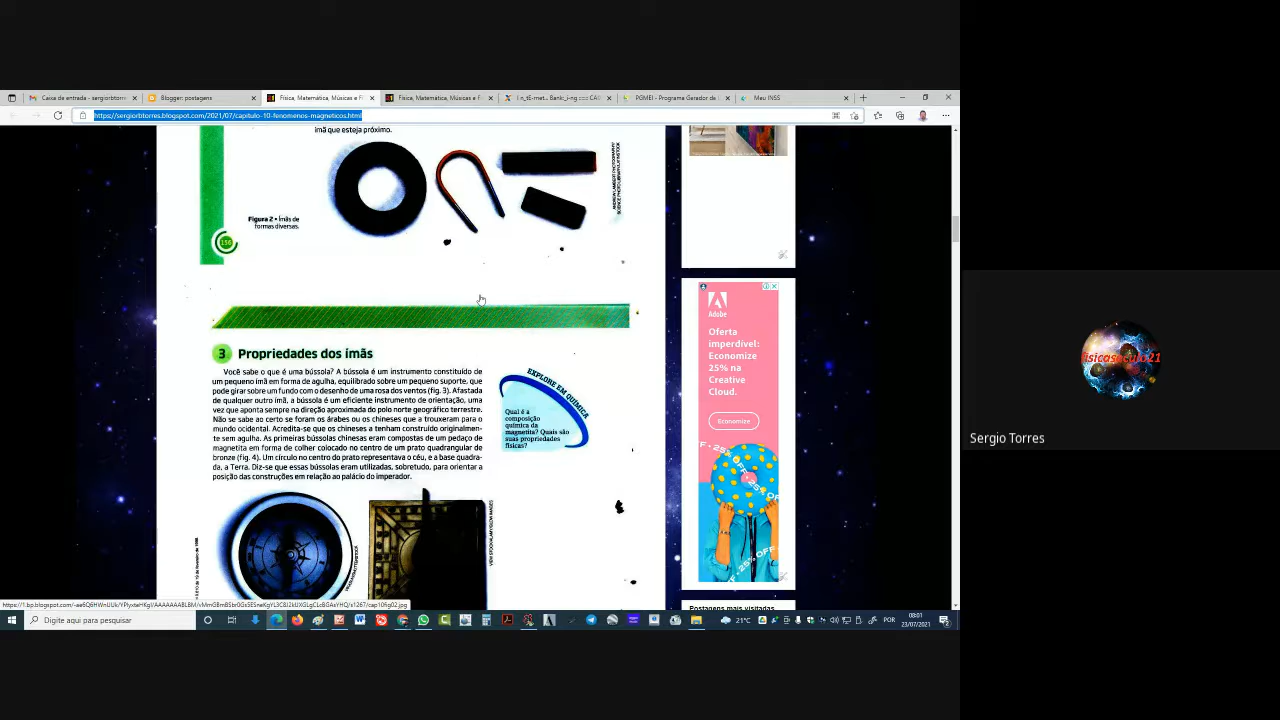 Caixa de entrada - sergiorbtorres
Blogger: postagens
Física, Matemática, Músicas e F
Física, Matemática, Músicas e F
PGMEI - Programa Gerador de
Meu INSS
https://sergiorbtorres.blogspot.com/2021/07/capitulo-10-fenomenos-magneticos.html
ímã que esteja próximo.
ANDREW LAMBERT PHOTOGRAPHY/
SCIENCE PHOTO LIBRARY/LATINSTOCK
Figura 2 • Ímãs de
formas diversas.
156
3 Propriedades dos ímãs
Você sabe o que é uma bússola? A bússola é um instrumento constituído de
um pequeno ímã em forma de agulha, equilibrado sobre um pequeno suporte, que
pode girar sobre um fundo com o desenho de uma rosa dos ventos (fig. 3). Afastada
de qualquer outro ímã, a bússola é um eficiente instrumento de orientação, uma
vez que aponta sempre na direção aproximada do polo norte geográfico terrestre.
Não se sabe ao certo se foram os árabes ou os chineses que a trouxeram para o
mundo ocidental. Acredita-se que os chineses a tenham construído originalmen-
te sem agulha. As primeiras bússolas chinesas eram compostas de um pedaço de
magnetita em forma de colher colocado no centro de um prato quadrangular de
bronze (fig. 4). Um círculo no centro do prato representava o céu, e a base quadra-
da, a Terra. Diz-se que essas bússolas eram utilizadas, sobretudo, para orientar a
posição das construções em relação ao palácio do imperador.
EXPLORE EM QUÍMICA
Qual é a
composição
química da
magnetita? Quais são
suas propriedades
físicas?
Adobe
Oferta
imperdível:
Economize
25% na
Creative
Cloud.
Economize
Postagens mais visitadas
Sergio Torres
fisicaseculo21
Digite aqui para pesquisar
21°C
POR
08:01
23/07/2021